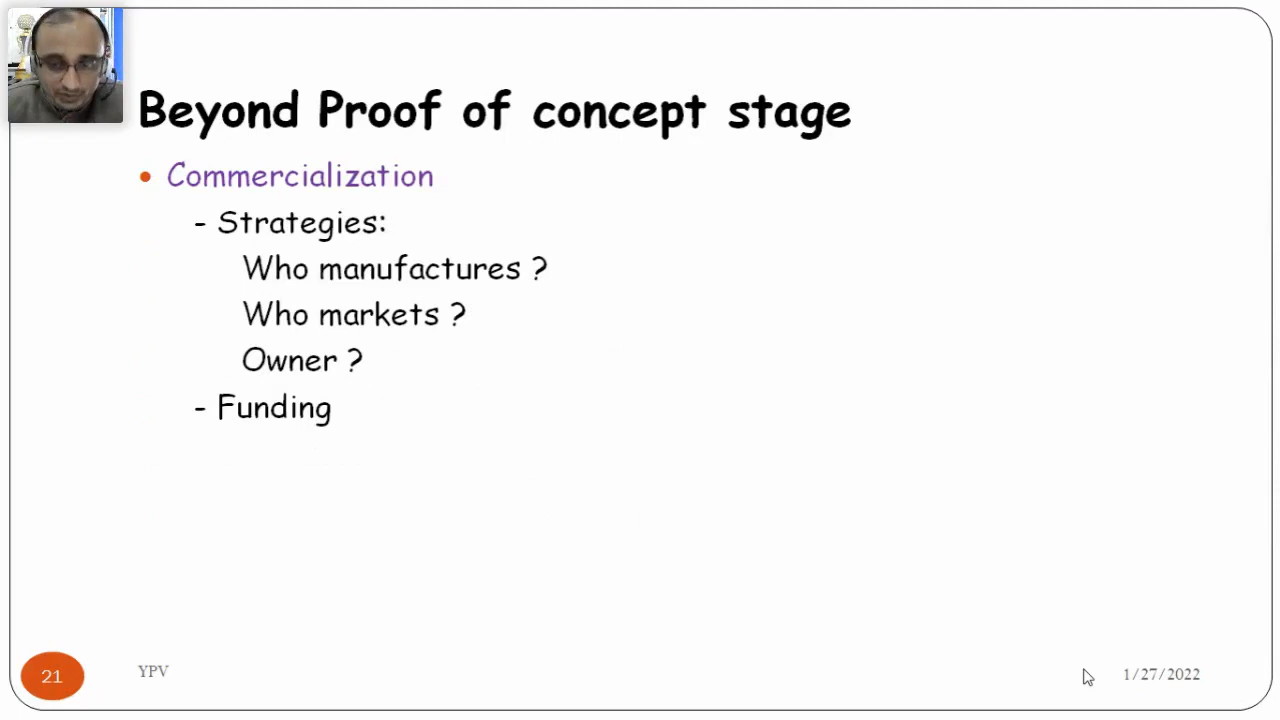 Beyond Proof of concept stage
• Commercialization
- Strategies:
Who manufactures ?
Who markets ?
Owner ?
- Funding
21
YPV
1/27/2022